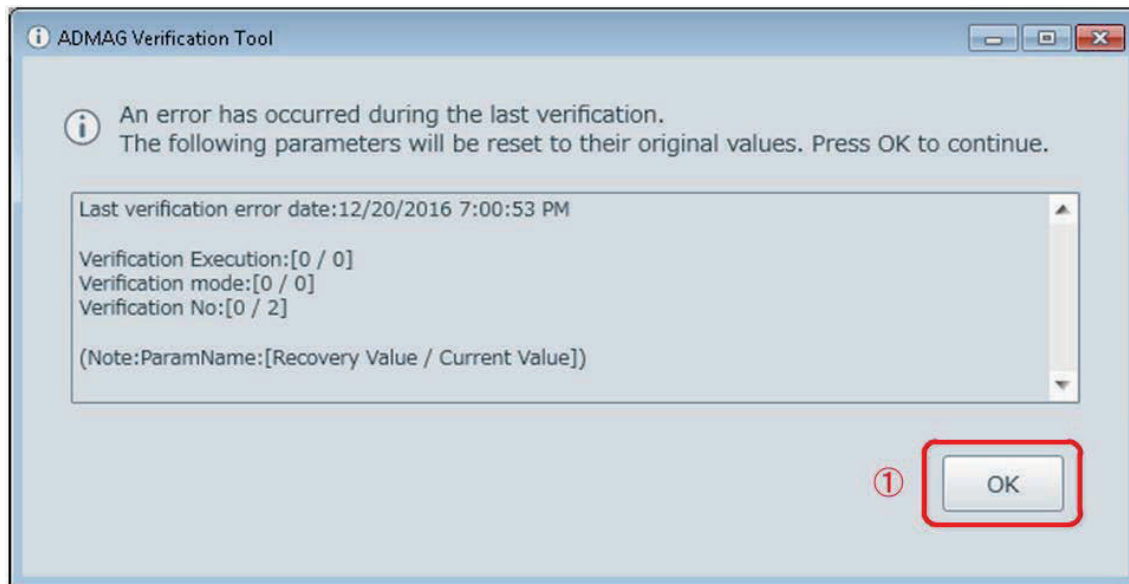 ADMAG Verification Tool
An error has occurred during the last verification.
The following parameters will be reset to their original values. Press OK to continue.
Last verification error date:12/20/2016 7:00:53 PM
Verification Execution:[0 / 0]
Verification mode:[0 / 0]
Verification No:[0 / 2]
(Note:ParamName:[Recovery Value / Current Value])
① OK